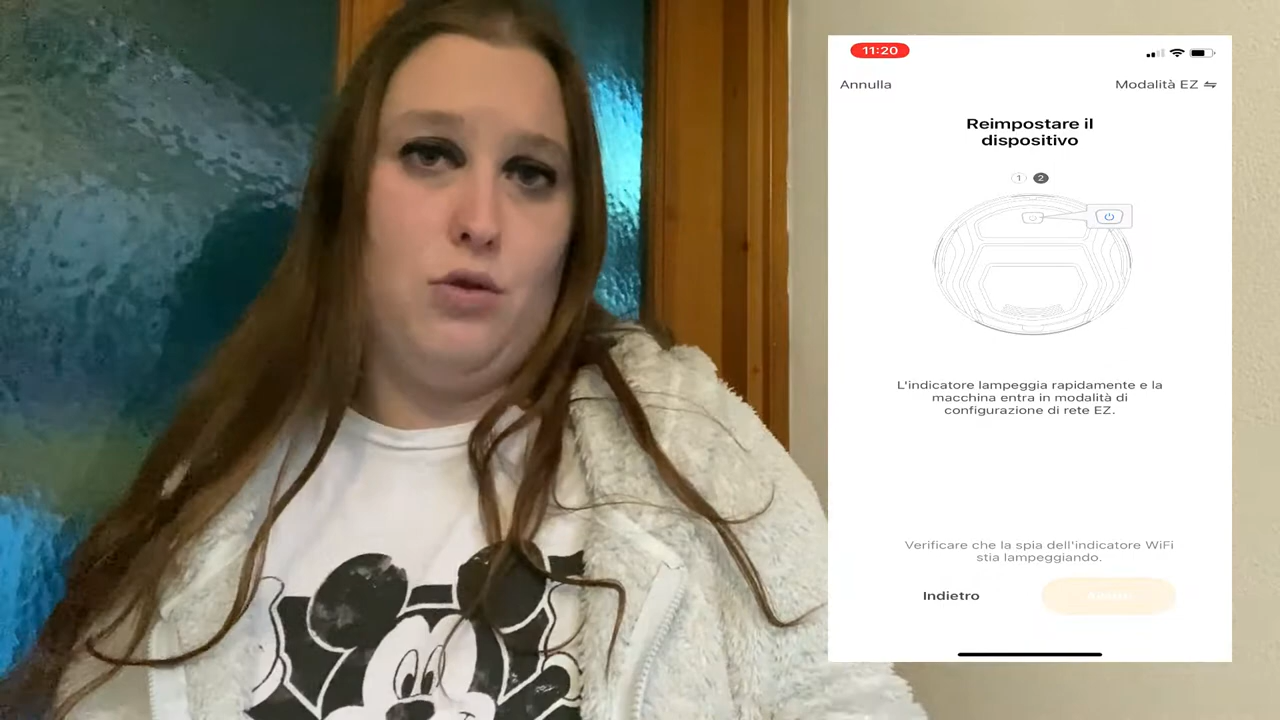 11:20
Annulla
Modalità EZ
Reimpostare il
dispositivo
1 2
L'indicatore lampeggia rapidamente e la
macchina entra in modalità di
configurazione di rete EZ.
Verificare che la spia dell'indicatore WiFi
stia lampeggiando.
Indietro